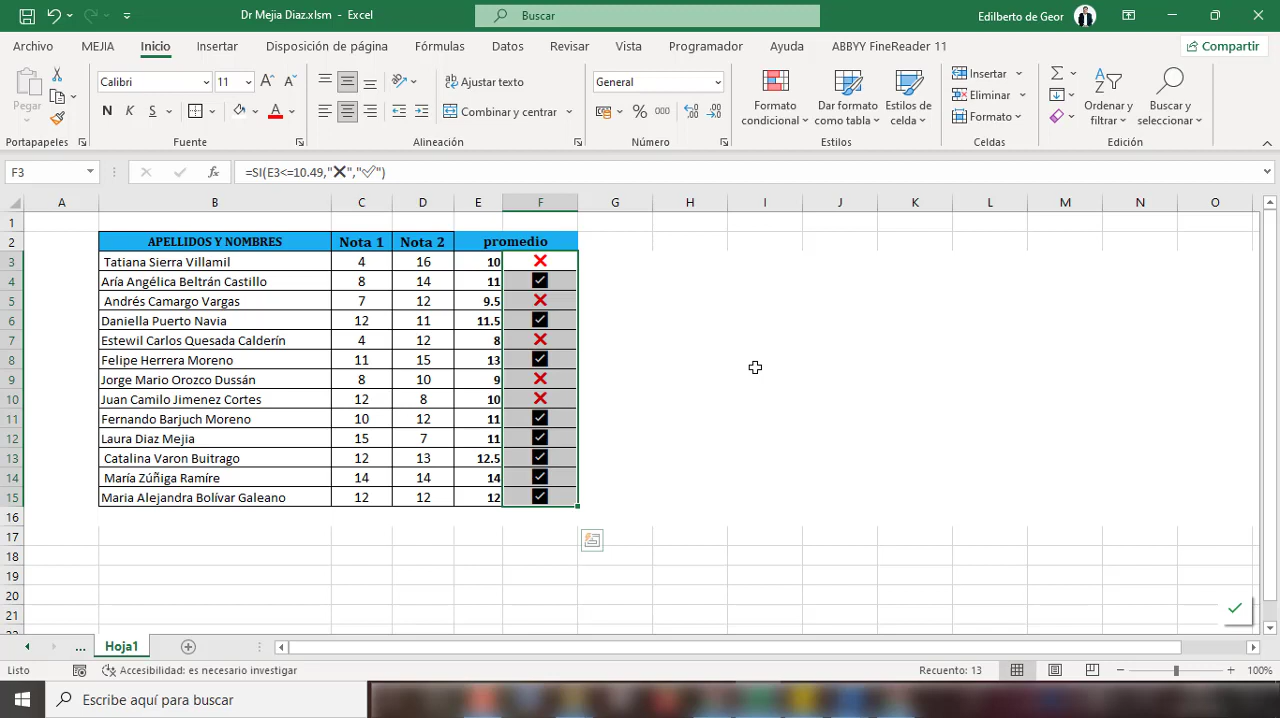 Dr Mejia Diaz.xlsm - Excel
Buscar
Edilberto de Geor
Archivo MEJIA Inicio Insertar Disposición de página Fórmulas Datos Revisar Vista Programador Ayuda ABBYY FineReader 11 Compartir
Pegar
Calibri 11
N K S
Ajustar texto
Combinar y centrar
General
% 000
Formato condicional
Dar formato como tabla
Estilos de celda
Insertar
Eliminar
Formato
Ordenar y filtrar
Buscar y seleccionar
Portapapeles Fuente Alineación Número Estilos Celdas Edición
F3 fx =SI(E3<=10.49,"❌","✅")
A B C D E F G H I J K L M N O
1
2 APELLIDOS Y NOMBRES Nota 1 Nota 2 promedio
3 Tatiana Sierra Villamil 4 16 10 ❌
4 Aría Angélica Beltrán Castillo 8 14 11 ✅
5 Andrés Camargo Vargas 7 12 9.5 ❌
6 Daniella Puerto Navia 12 11 11.5 ✅
7 Estewil Carlos Quesada Calderín 4 12 8 ❌
8 Felipe Herrera Moreno 11 15 13 ✅
9 Jorge Mario Orozco Dussán 8 10 9 ❌
10 Juan Camilo Jimenez Cortes 12 8 10 ❌
11 Fernando Barjuch Moreno 10 12 11 ✅
12 Laura Diaz Mejia 15 7 11 ✅
13 Catalina Varon Buitrago 12 13 12.5 ✅
14 María Zúñiga Ramíre 14 14 14 ✅
15 Maria Alejandra Bolívar Galeano 12 12 12 ✅
16
17
18
19
20
21
... Hoja1
Listo Accesibilidad: es necesario investigar Recuento: 13 100%
Escribe aquí para buscar